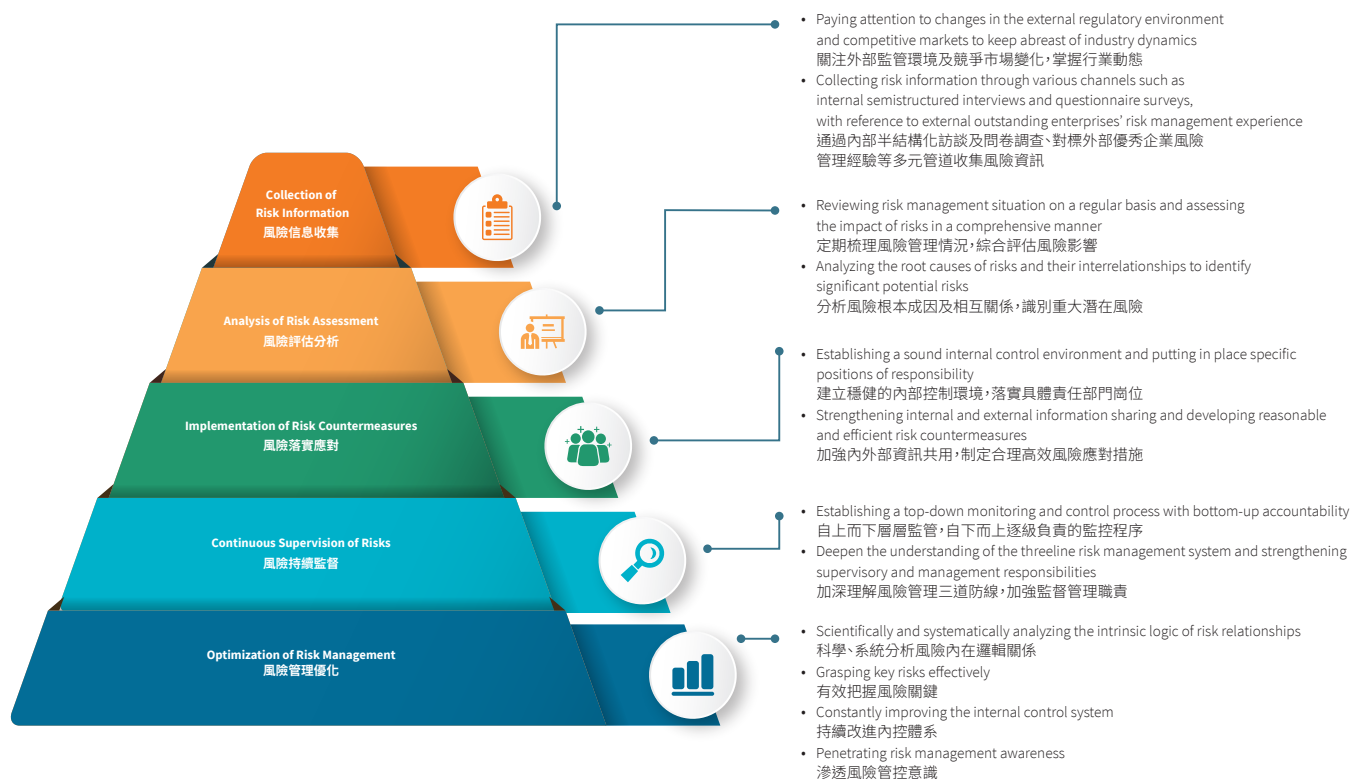 Collection of
Risk Information
風險信息收集
• Paying attention to changes in the external regulatory environment
and competitive markets to keep abreast of industry dynamics
關注外部監管環境及競爭市場變化，掌握行業動態
• Collecting risk information through various channels such as
internal semistructured interviews and questionnaire surveys,
with reference to external outstanding enterprises’ risk management experience
通過內部半結構化訪談及問卷調查、對標外部優秀企業風險
管理經驗等多元管道收集風險資訊
Analysis of Risk Assessment
風險評估分析
• Reviewing risk management situation on a regular basis and assessing
the impact of risks in a comprehensive manner
定期梳理風險管理情況，綜合評估風險影響
• Analyzing the root causes of risks and their interrelationships to identify
significant potential risks
分析風險根本成因及相互關係，識別重大潛在風險
Implementation of Risk Countermeasures
風險落實應對
• Establishing a sound internal control environment and putting in place specific
positions of responsibility
建立穩健的內部控制環境，落實具體責任部門崗位
• Strengthening internal and external information sharing and developing reasonable
and efficient risk countermeasures
加強內外部資訊共用，制定合理高效風險應對措施
Continuous Supervision of Risks
風險持續監督
• Establishing a top-down monitoring and control process with bottom-up accountability
自上而下層層監管，自下而上逐級負責的監控程序
• Deepen the understanding of the threeline risk management system and strengthening
supervisory and management responsibilities
加深理解風險管理三道防線，加強監督管理職責
Optimization of Risk Management
風險管理優化
• Scientifically and systematically analyzing the intrinsic logic of risk relationships
科學、系統分析風險內在邏輯關係
• Grasping key risks effectively
有效把握風險關鍵
• Constantly improving the internal control system
持續改進內控體系
• Penetrating risk management awareness
滲透風險管控意識